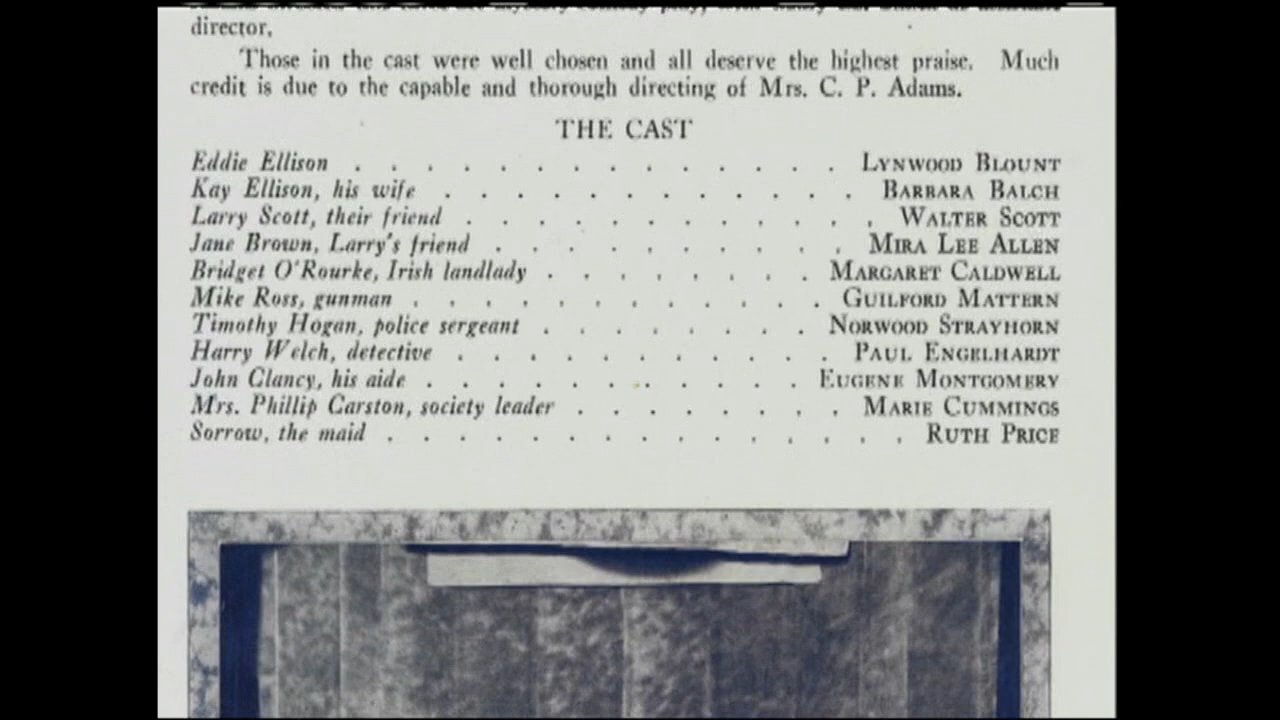 director.
Those in the cast were well chosen and all deserve the highest praise. Much
credit is due to the capable and thorough directing of Mrs. C. P. Adams.
THE CAST
Eddie Ellison . . . . . . . . . . . . . . LYNWOOD BLOUNT
Kay Ellison, his wife . . . . . . . . . . . . . BARBARA BALCH
Larry Scott, their friend . . . . . . . . . . . . WALTER SCOTT
Jane Brown, Larry's friend . . . . . . . . . . MIRA LEE ALLEN
Bridget O'Rourke, Irish landlady . . . . . . . . MARGARET CALDWELL
Mike Ross, gunman . . . . . . . . . . . . GUILFORD MATTERN
Timothy Hogan, police sergeant . . . . . . . . NORWOOD STRAYHORN
Harry Welch, detective . . . . . . . . . . . PAUL ENGELHARDT
John Clancy, his aide . . . . . . . . . . . EUGENE MONTGOMERY
Mrs. Phillip Carston, society leader . . . . . . . . MARIE CUMMINGS
Sorrow, the maid . . . . . . . . . . . . . . . RUTH PRICE